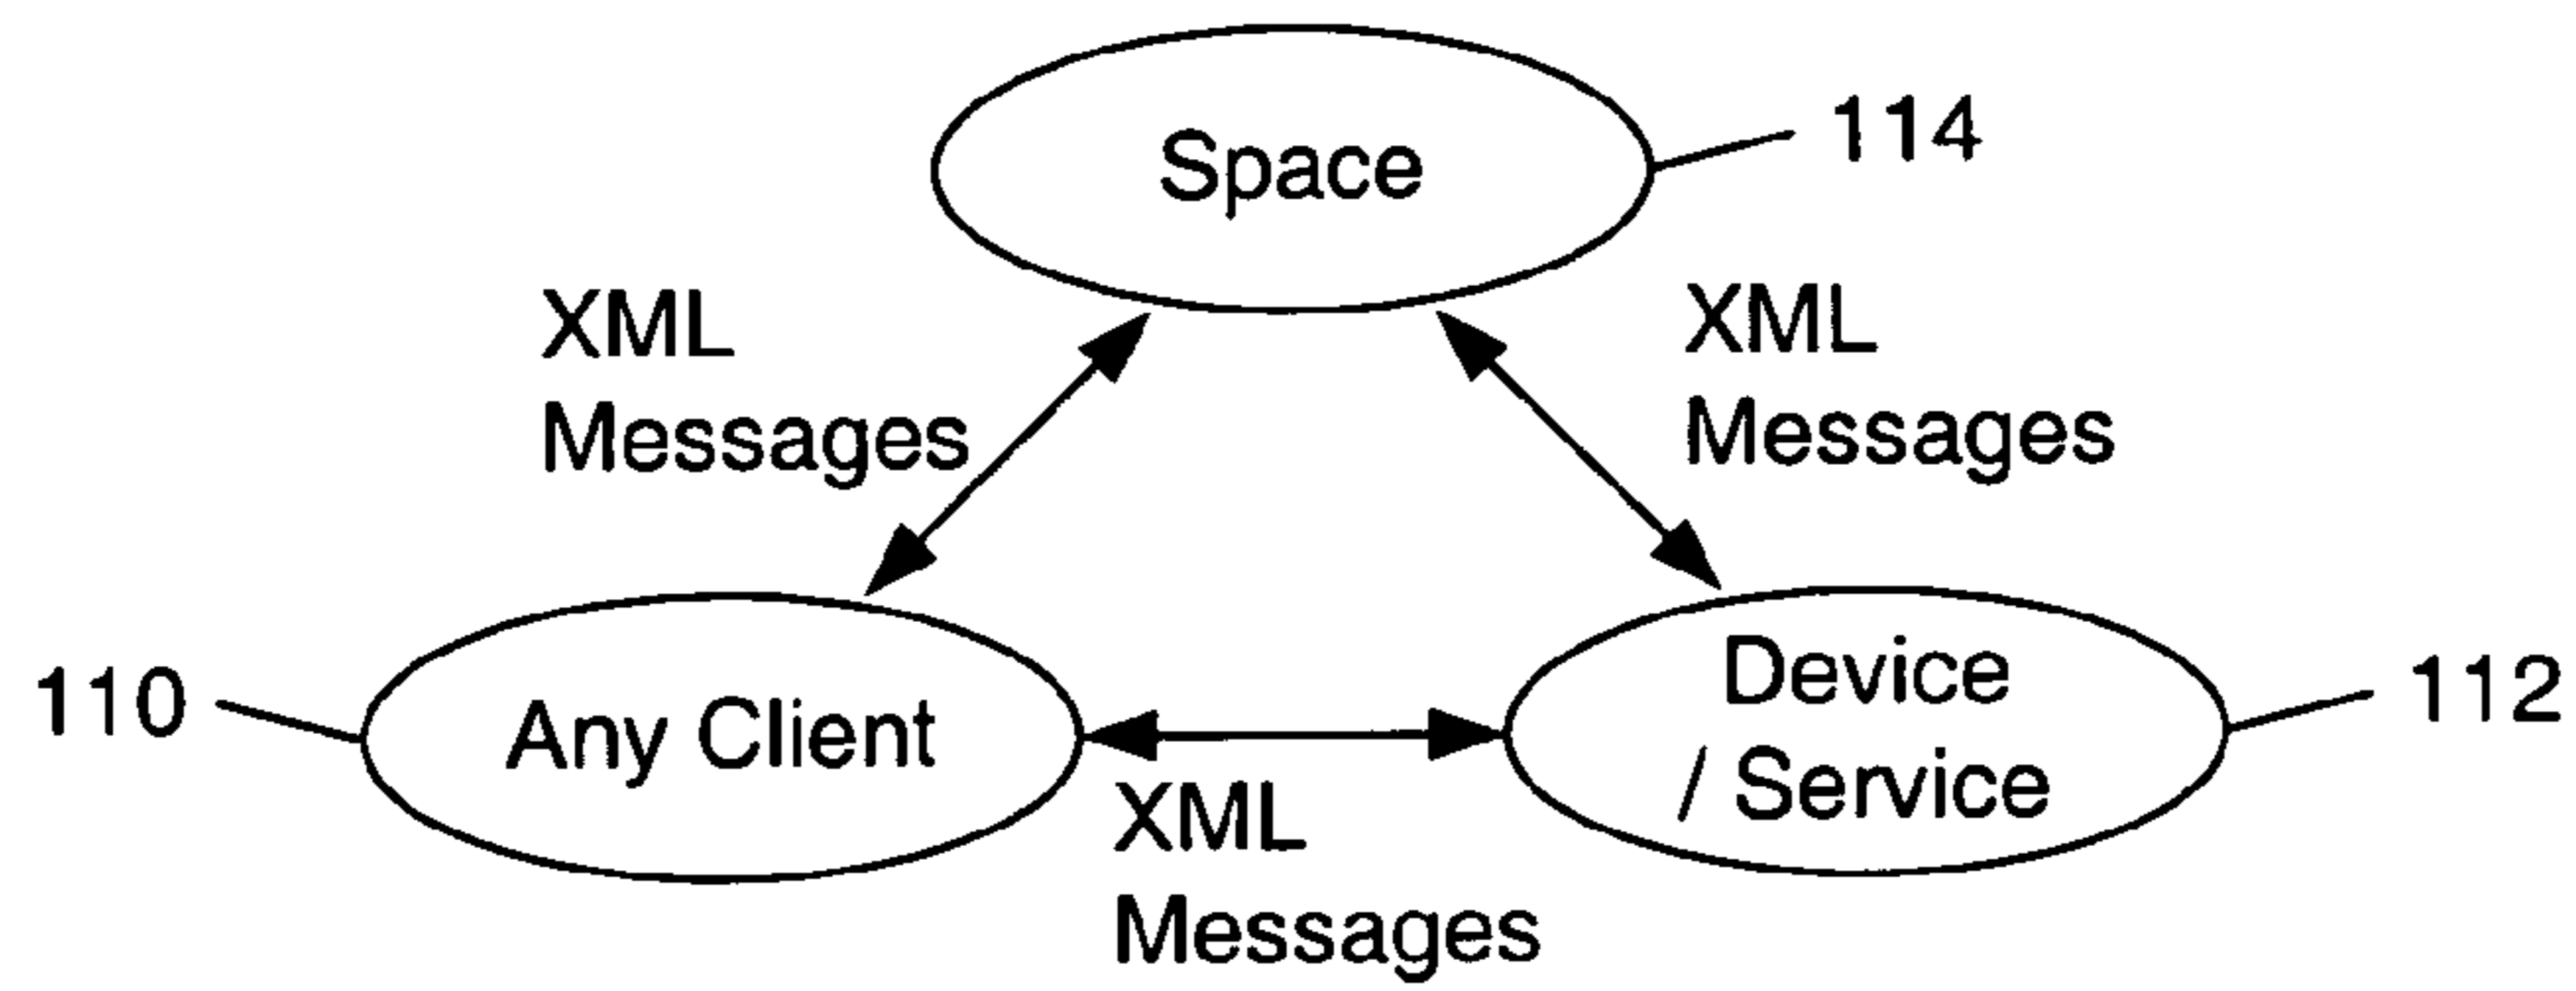 Space
114
XML
Messages
XML
Messages
110
Any Client
Device
/ Service
112
XML
Messages